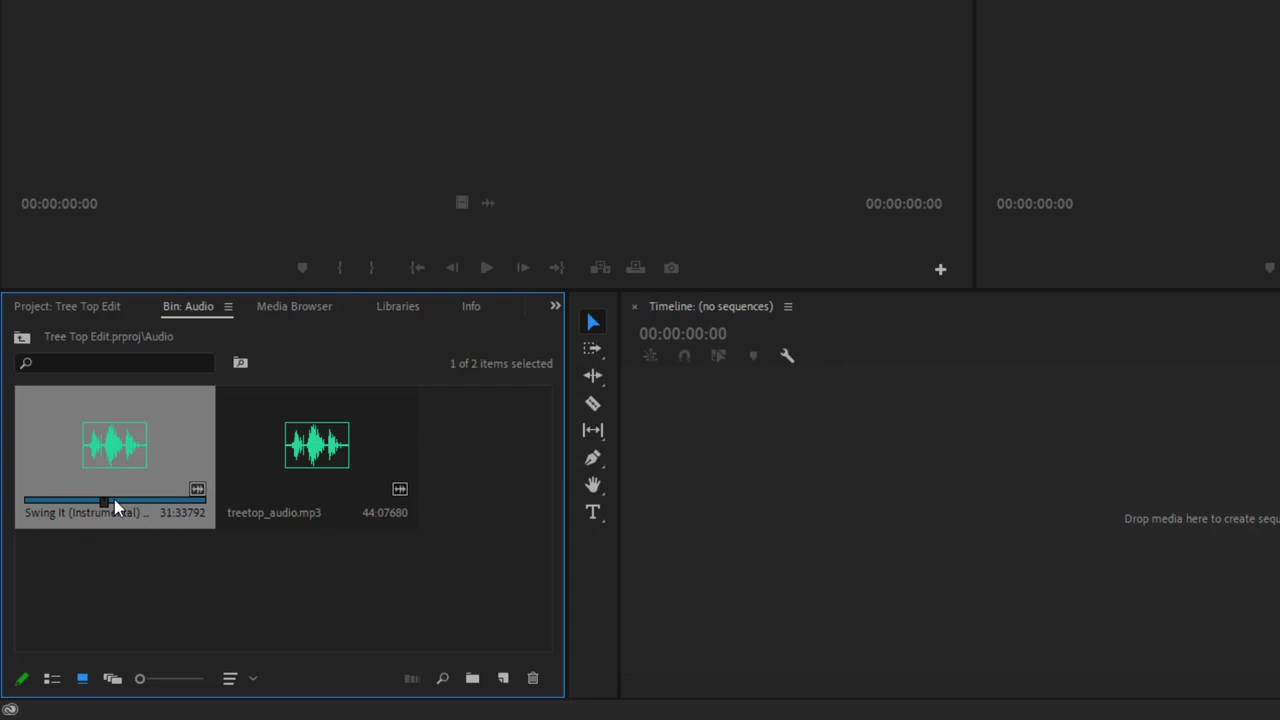 00:00:00:00
00:00:00:00
00:00:00:00
Project: Tree Top Edit
Bin: Audio
Media Browser
Libraries
Info
Timeline: (no sequences)
Tree Top Edit.prproj\Audio
00:00:00:00
1 of 2 items selected
Swing It (Instrumental) ...
31:33792
treetop_audio.mp3
44:07680
Drop media here to create sequ